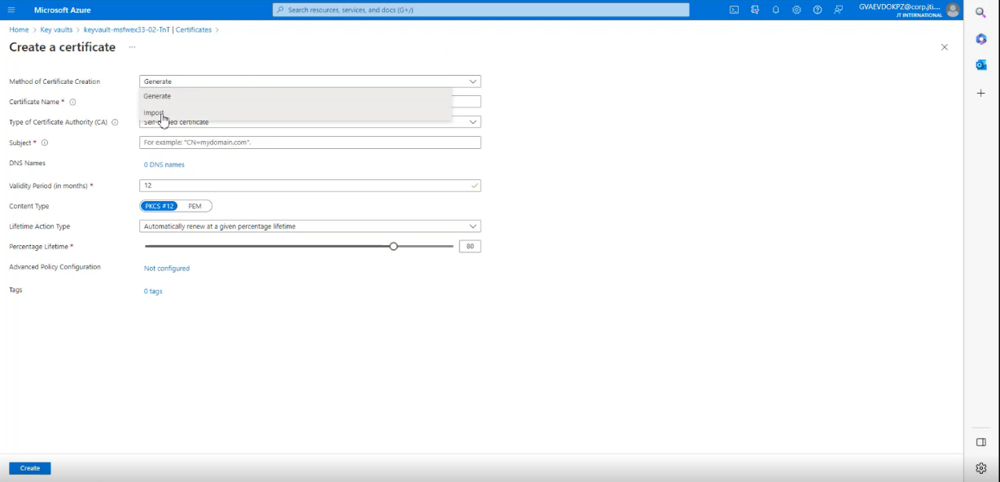 Microsoft Azure
Search resources, services, and docs (G+/)
GVAEVDOKPZ@corp.jti....
JT INTERNATIONAL
Home > Key vaults > keyvault-msfwex33-02-TnT | Certificates >
Create a certificate ...
Method of Certificate Creation
Generate
Generate
Certificate Name *
Import
Type of Certificate Authority (CA)
certificate
Subject *
For example: "CN=mydomain.com".
DNS Names
0 DNS names
Validity Period (in months) *
12
Content Type
PKCS #12 PEM
Lifetime Action Type
Automatically renew at a given percentage lifetime
Percentage Lifetime *
80
Advanced Policy Configuration
Not configured
Tags
0 tags
Create